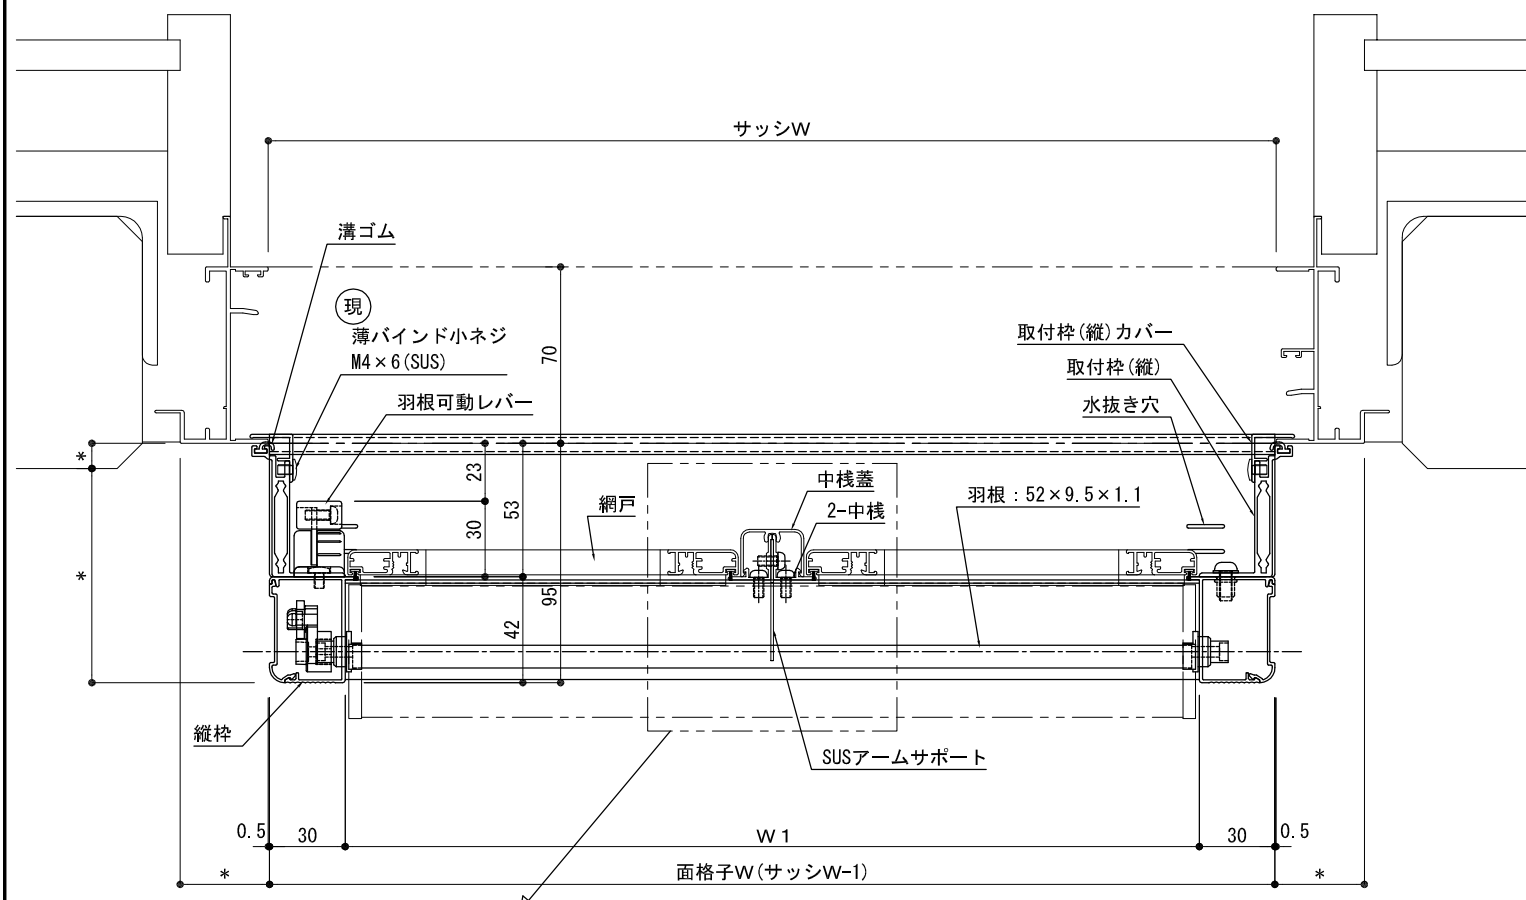 サッシW
溝ゴム
現
薄バインド小ネジ
M4×6(SUS)
羽根可動レバー
70
取付枠(縦)カバー
取付枠(縦)
水抜き穴
*
23
53
30
網戸
中桟蓋
2-中桟
羽根：52×9.5×1.1
*
95
42
縦枠
SUSアームサポート
0.5
30
W1
30
0.5
*
面格子W(サッシW-1)
*